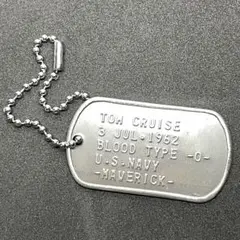 TOM CRUISE
3 JUL.1962
BLOOD TYPE -O-
U.S.NAVY
-MAVERICK-